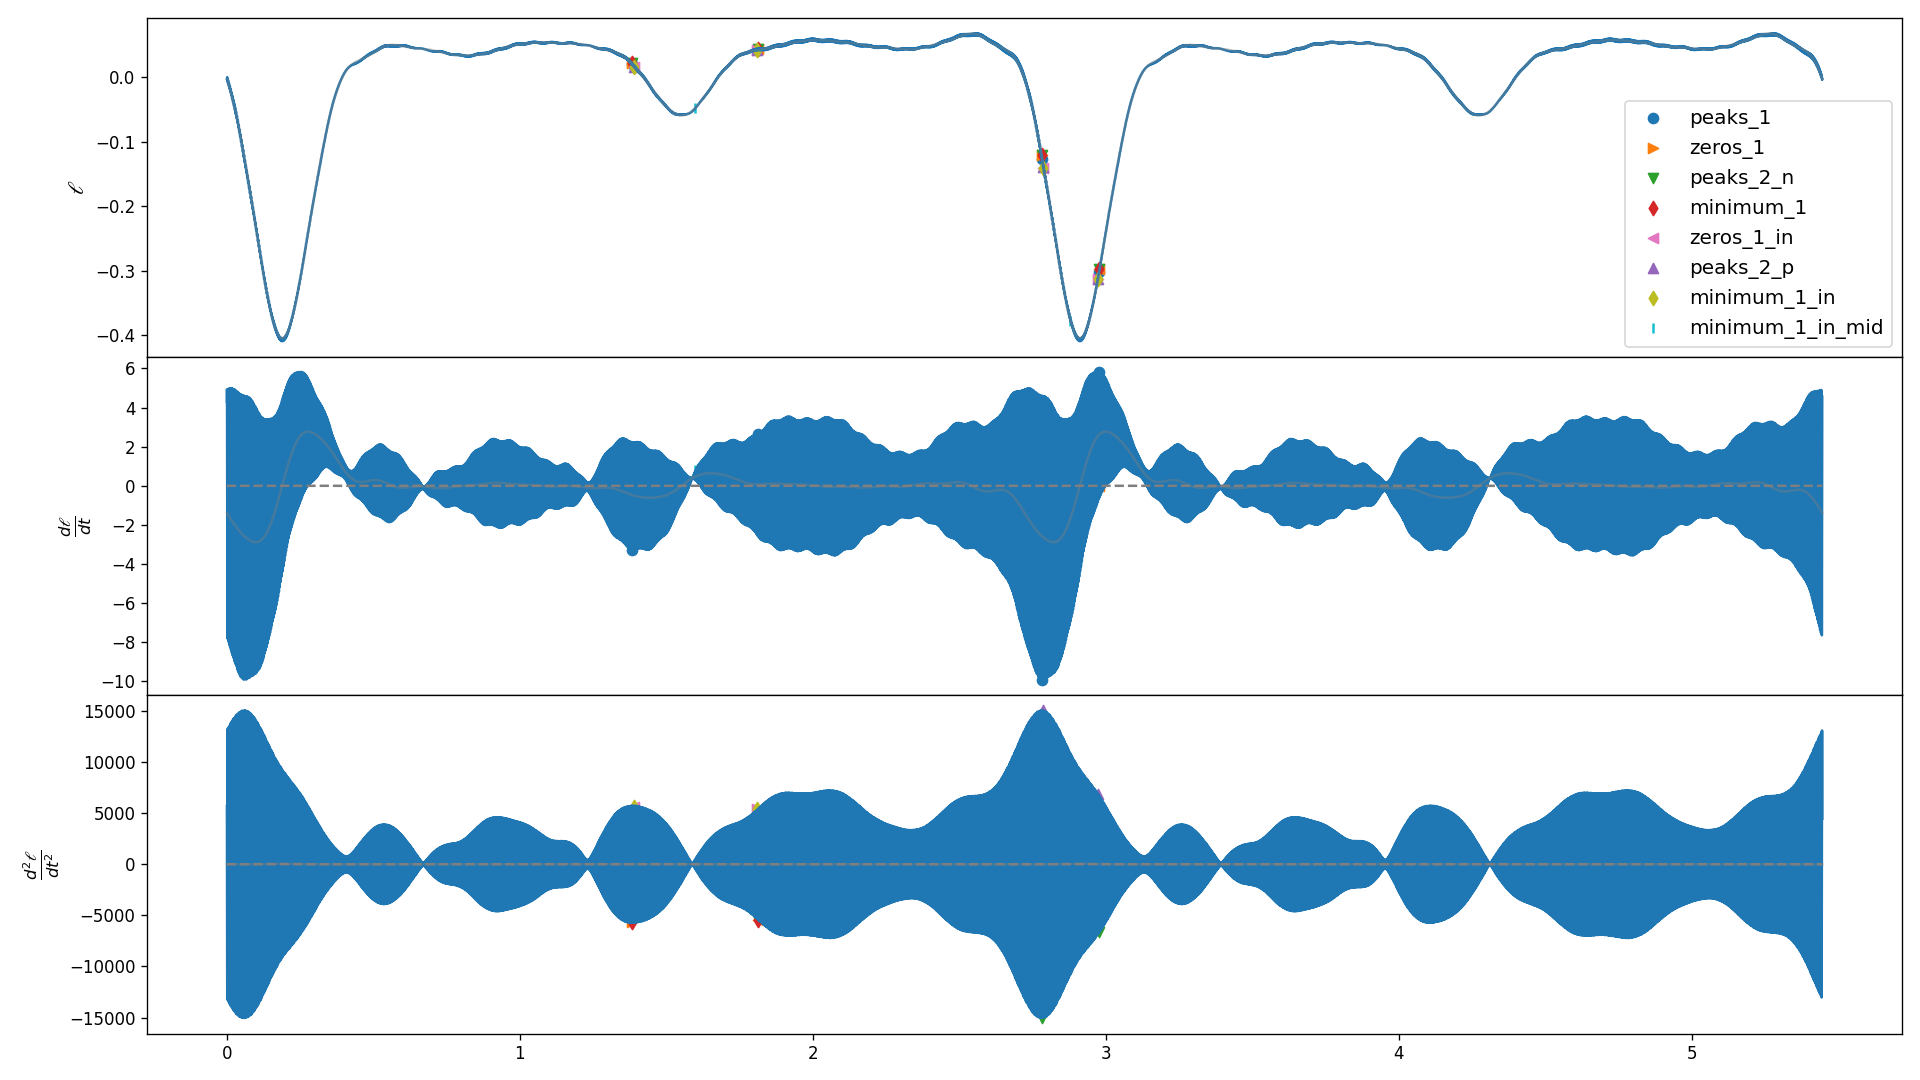 ℓ
0.0
−0.1
−0.2
−0.3
−0.4
peaks_1
zeros_1
peaks_2_n
minimum_1
zeros_1_in
peaks_2_p
minimum_1_in
minimum_1_in_mid
dℓ/dt
6
4
2
0
−2
−4
−6
−8
−10
d²ℓ/dt²
15000
10000
5000
0
−5000
−10000
−15000
0 1 2 3 4 5